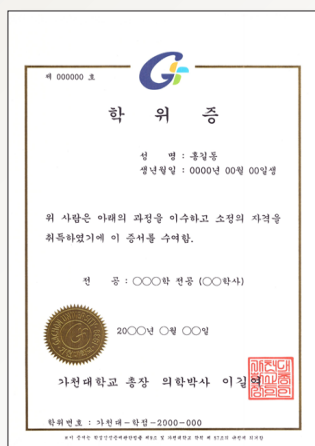 제 000000 호
학 위 증
성 명 : 홍길동
생년월일 : 0000년 00월 00일생
위 사람은 아래의 과정을 이수하고 소정의 자격을
취득하였기에 이 증서를 수여함.
전 공 : ○○○학 전공 (○○학사)
20○○년 ○월 ○○일
가천대학교 총장 의학박사 이길여
학위번호 : 가천대-학점-2000-000